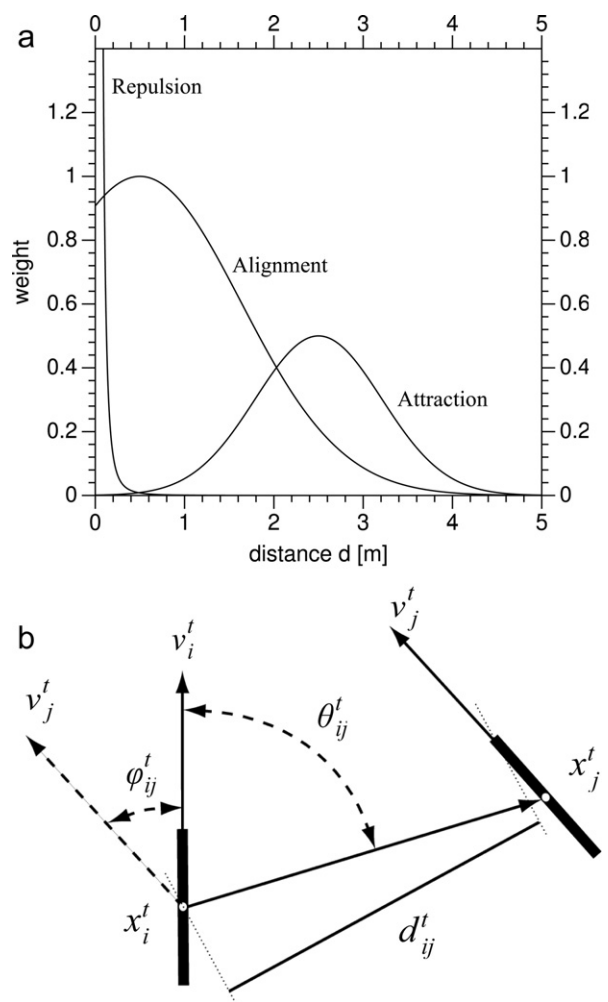 a
0 1 2 3 4 5
Repulsion
1.2 1.2
1 1
Alignment
0.8 0.8
weight
0.6 0.6
0.4 0.4
Attraction
0.2 0.2
0 0
0 1 2 3 4 5
distance d [m]
b
v_i^t
v_j^t
v_j^t
θ_ij^t
φ_ij^t
x_j^t
x_i^t
d_ij^t